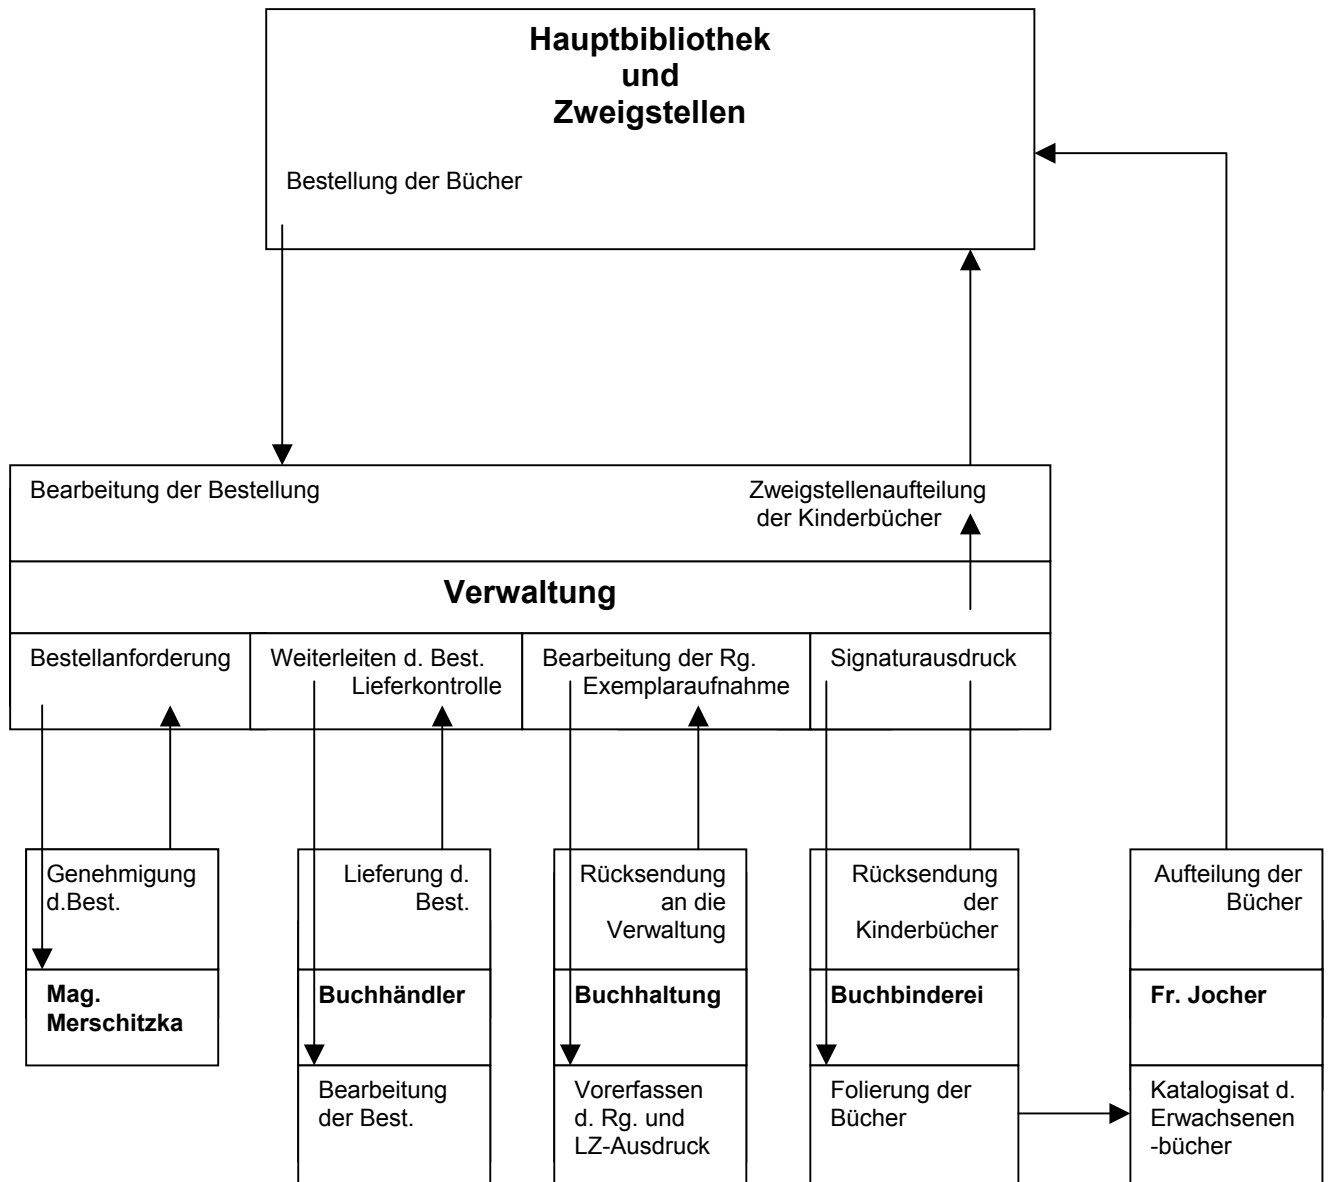 Hauptbibliothek
und
Zweigstellen
Bestellung der Bücher
Bearbeitung der Bestellung
Zweigstellenaufteilung
der Kinderbücher
Verwaltung
Bestellanforderung
Weiterleiten d. Best.
Lieferkontrolle
Bearbeitung der Rg.
Exemplaraufnahme
Signaturausdruck
Genehmigung
d.Best.
Mag.
Merschitzka
Lieferung d.
Best.
Buchhändler
Bearbeitung
der Best.
Rücksendung
an die
Verwaltung
Buchhaltung
Vorerfassen
d. Rg. und
LZ-Ausdruck
Rücksendung
der
Kinderbücher
Buchbinderei
Folierung der
Bücher
Aufteilung der
Bücher
Fr. Jocher
Katalogisat d.
Erwachsenen
-bücher